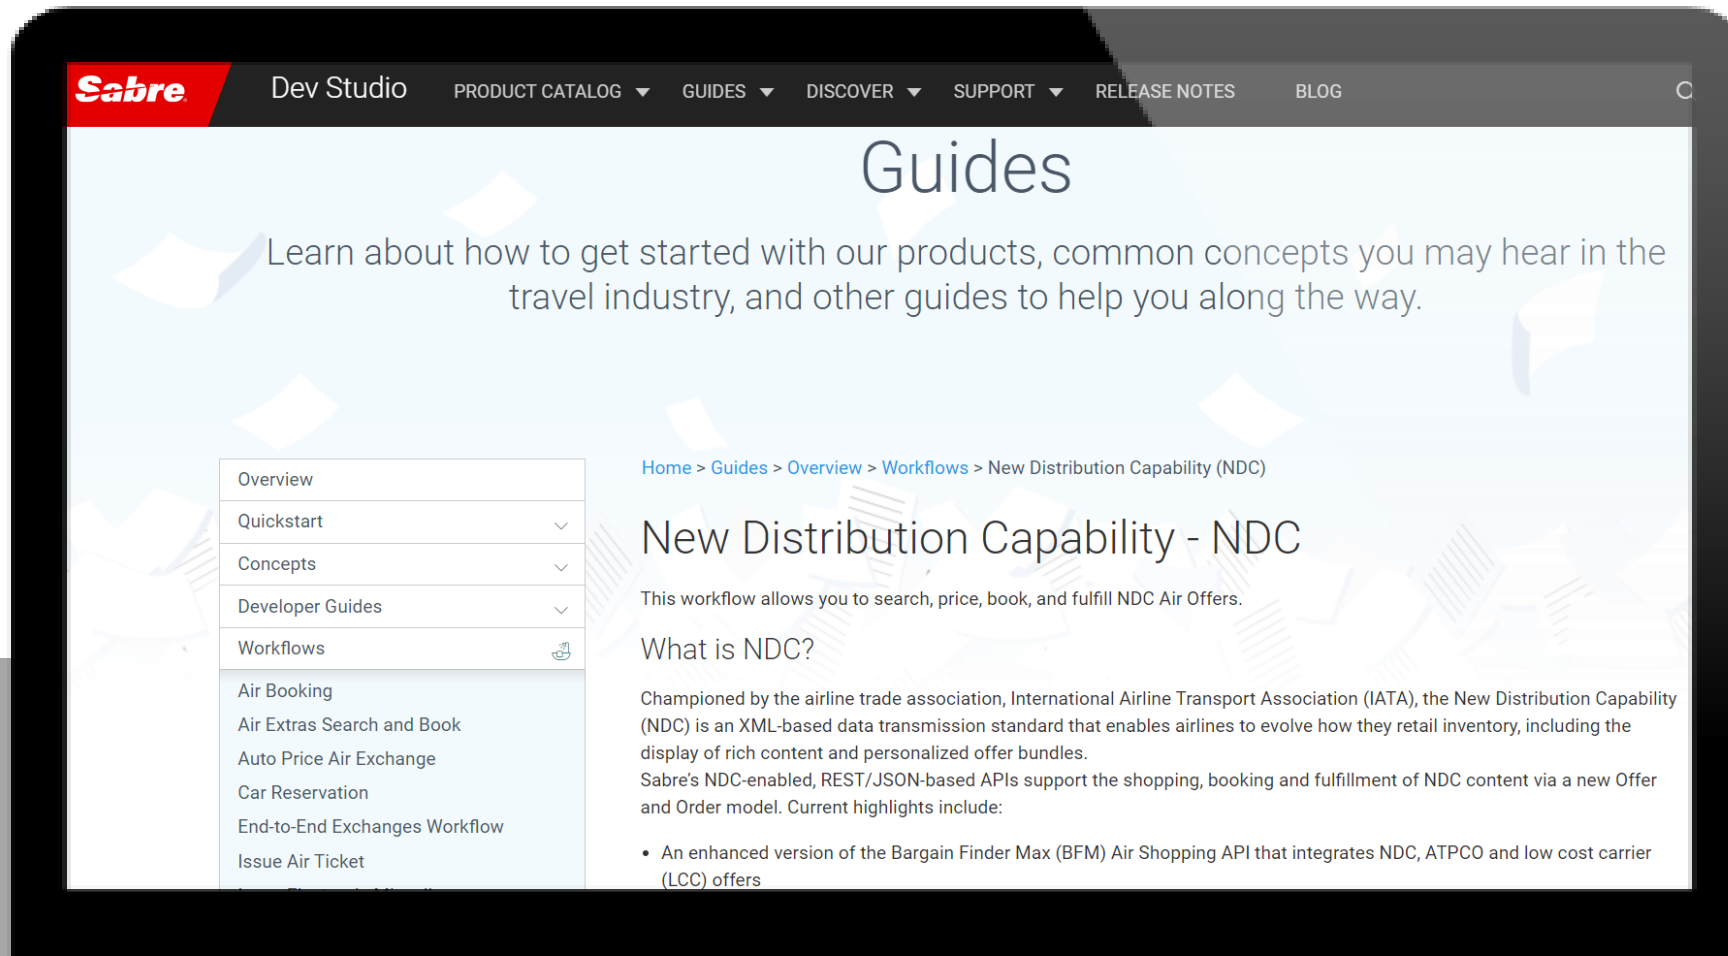 Sabre
Dev Studio
PRODUCT CATALOG
GUIDES
DISCOVER
SUPPORT
RELEASE NOTES
BLOG
Guides
Learn about how to get started with our products, common concepts you may hear in the
travel industry, and other guides to help you along the way.
Overview
Quickstart
Concepts
Developer Guides
Workflows
Air Booking
Air Extras Search and Book
Auto Price Air Exchange
Car Reservation
End-to-End Exchanges Workflow
Issue Air Ticket
Home > Guides > Overview > Workflows > New Distribution Capability (NDC)
New Distribution Capability - NDC
This workflow allows you to search, price, book, and fulfill NDC Air Offers.
What is NDC?
Championed by the airline trade association, International Airline Transport Association (IATA), the New Distribution Capability
(NDC) is an XML-based data transmission standard that enables airlines to evolve how they retail inventory, including the
display of rich content and personalized offer bundles.
Sabre's NDC-enabled, REST/JSON-based APIs support the shopping, booking and fulfillment of NDC content via a new Offer
and Order model. Current highlights include:
• An enhanced version of the Bargain Finder Max (BFM) Air Shopping API that integrates NDC, ATPCO and low cost carrier
(LCC) offers